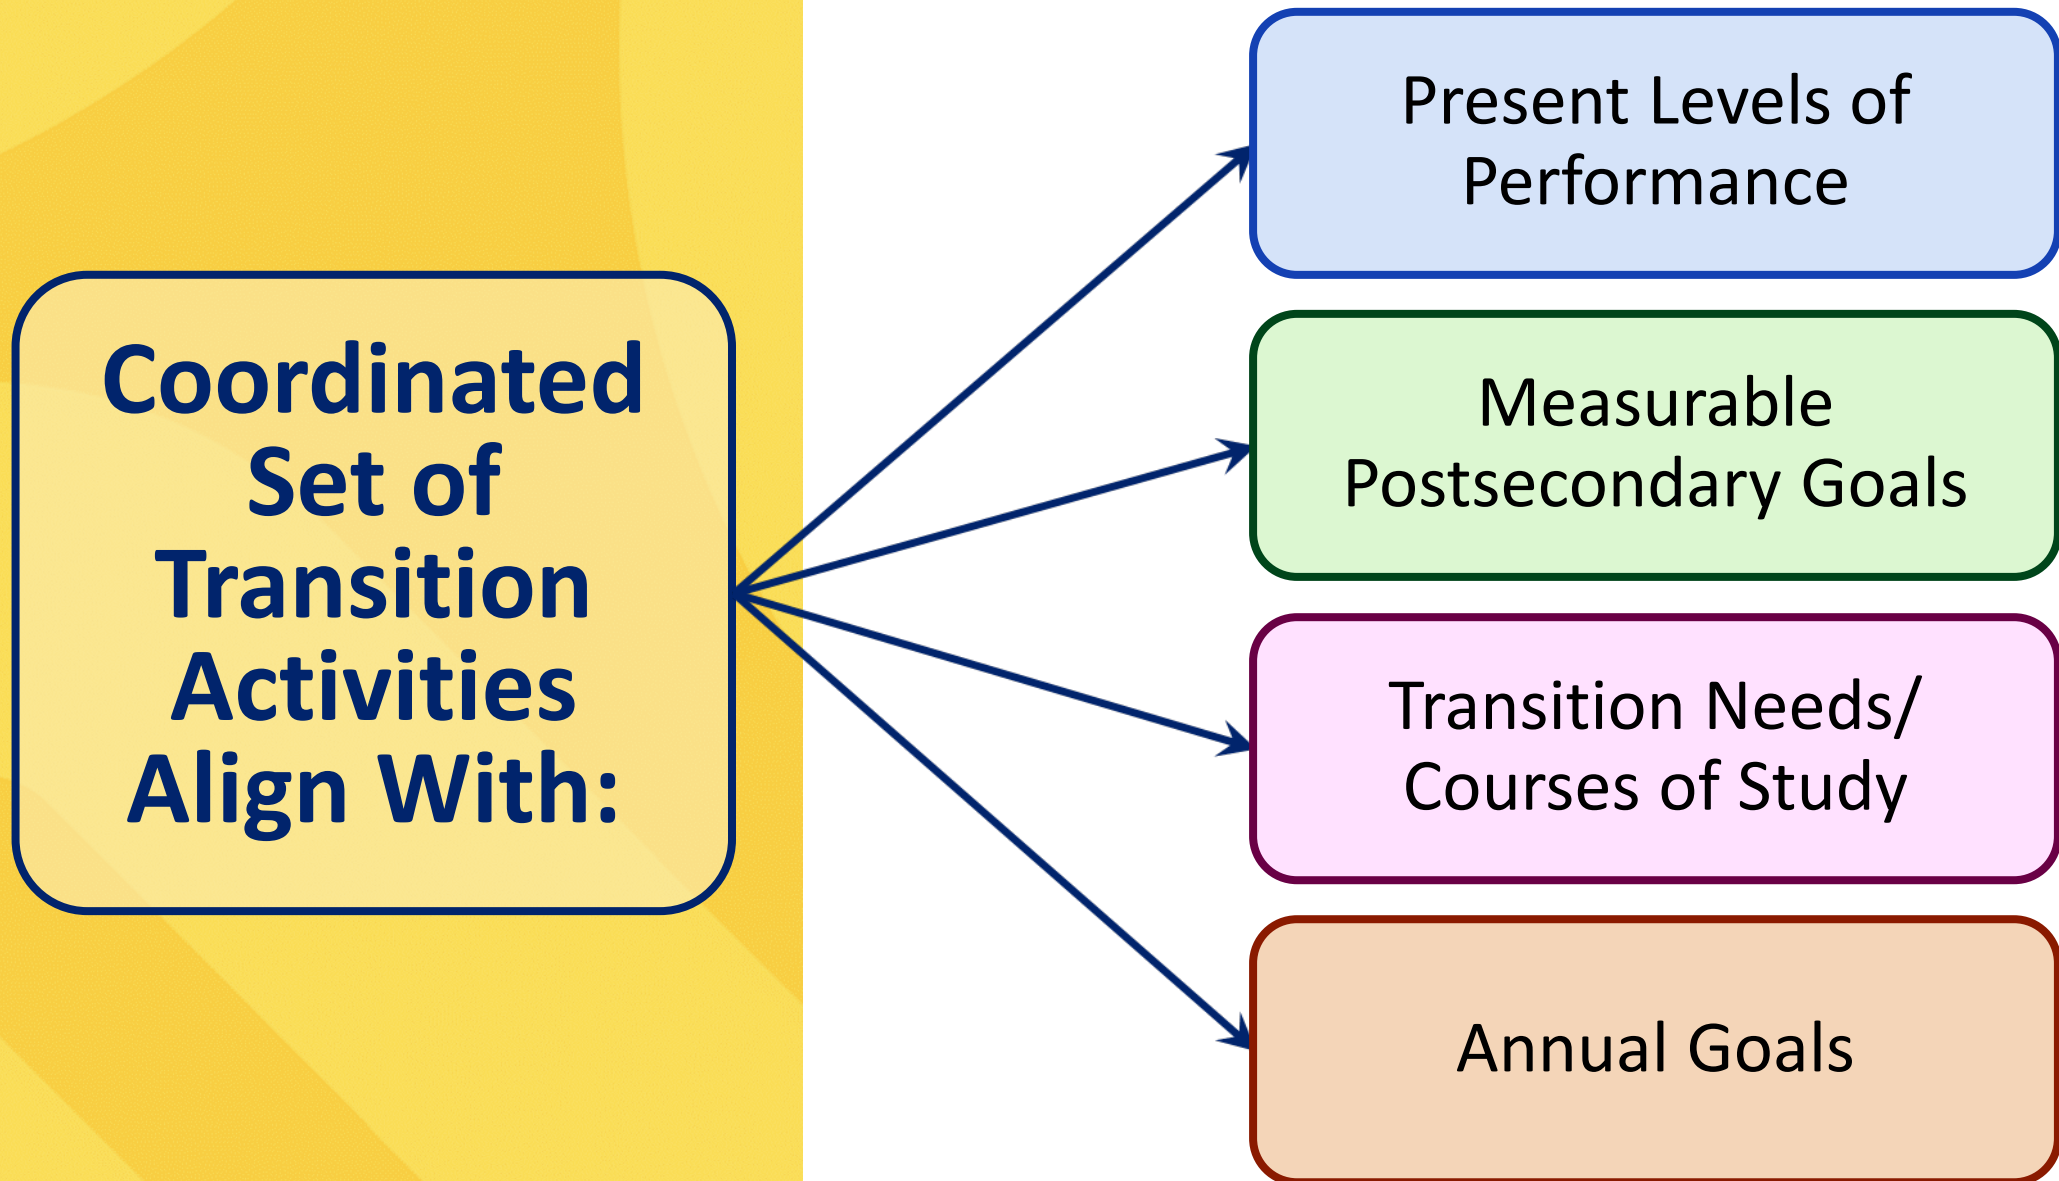 Coordinated
Set of
Transition
Activities
Align With:
Present Levels of
Performance
Measurable
Postsecondary Goals
Transition Needs/
Courses of Study
Annual Goals